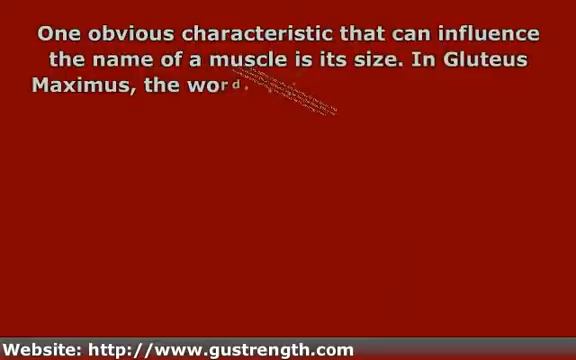 One obvious characteristic that can influence
the name of a muscle is its size. In Gluteus
Maximus, the word
Website: http://www.gustrength.com